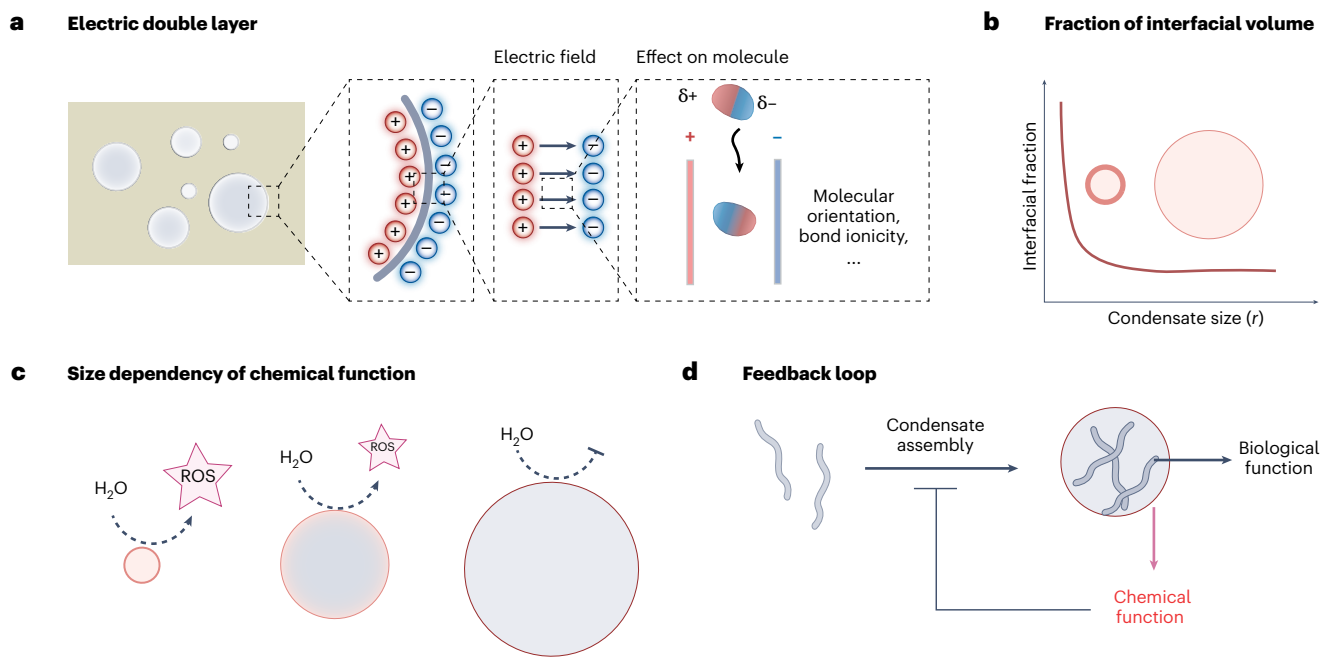 a Electric double layer
Electric field
Effect on molecule
+
+
+
+
+
+
−
−
−
−
−
−
−
+
+
+
+
−
−
−
−
δ+
δ−
+
−
Molecular
orientation,
bond ionicity,
...
b Fraction of interfacial volume
Interfacial fraction
Condensate size (r)
c Size dependency of chemical function
H₂O
ROS
H₂O
ROS
H₂O
d Feedback loop
Condensate
assembly
Biological
function
Chemical
function